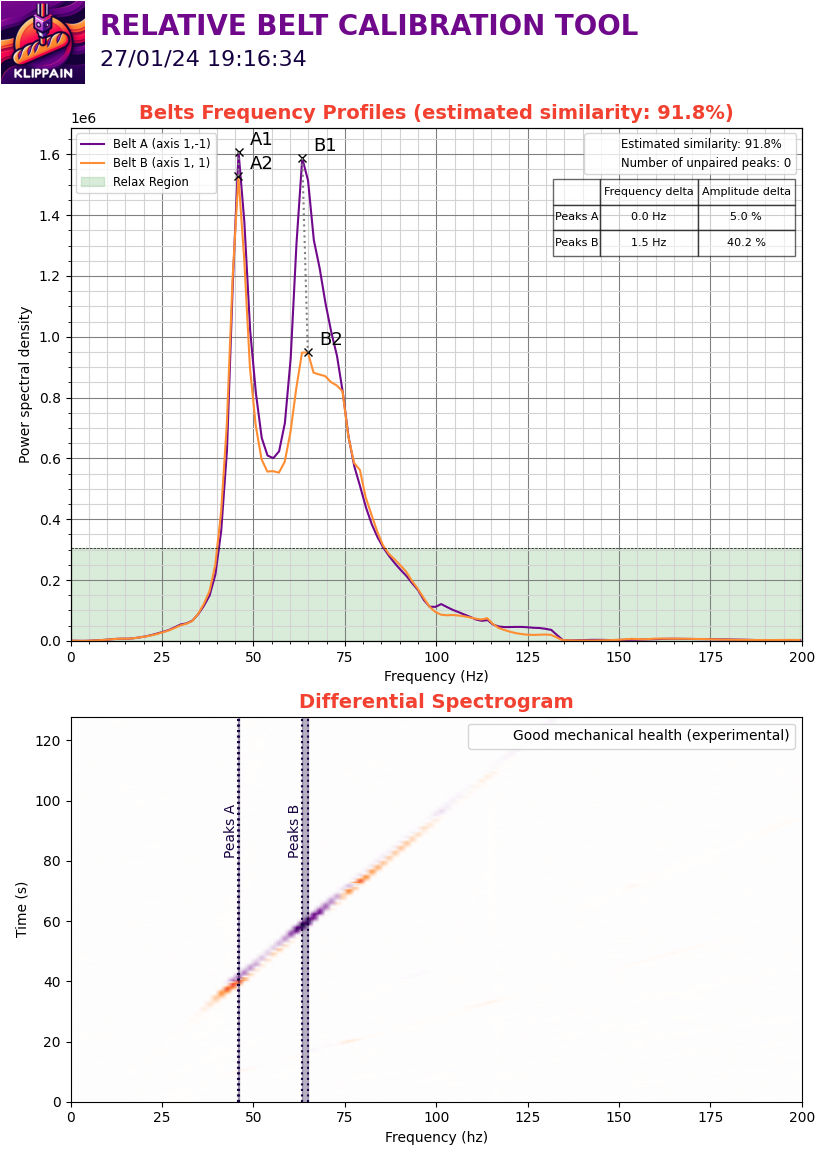 RELATIVE BELT CALIBRATION TOOL
27/01/24 19:16:34
KLIPPAIN
Belts Frequency Profiles (estimated similarity: 91.8%)
1e6
Belt A (axis 1,-1)
Belt B (axis 1, 1)
Relax Region
A1
A2
B1
B2
Estimated similarity: 91.8%
Number of unpaired peaks: 0
Frequency delta Amplitude delta
Peaks A 0.0 Hz 5.0 %
Peaks B 1.5 Hz 40.2 %
Power spectral density
1.6
1.4
1.2
1.0
0.8
0.6
0.4
0.2
0.0
0 25 50 75 100 125 150 175 200
Frequency (Hz)
Differential Spectrogram
Good mechanical health (experimental)
Peaks A
Peaks B
Time (s)
120
100
80
60
40
20
0
0 25 50 75 100 125 150 175 200
Frequency (hz)